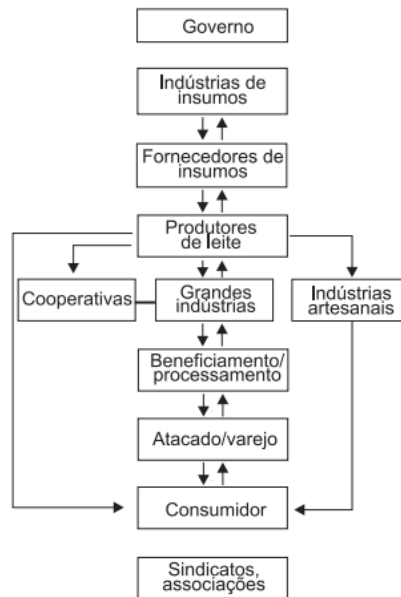 Governo
Indústrias de
insumos
Fornecedores de
insumos
Produtores
de leite
Cooperativas
Grandes
indústrias
Indústrias
artesanais
Beneficiamento/
processamento
Atacado/varejo
Consumidor
Sindicatos,
associações